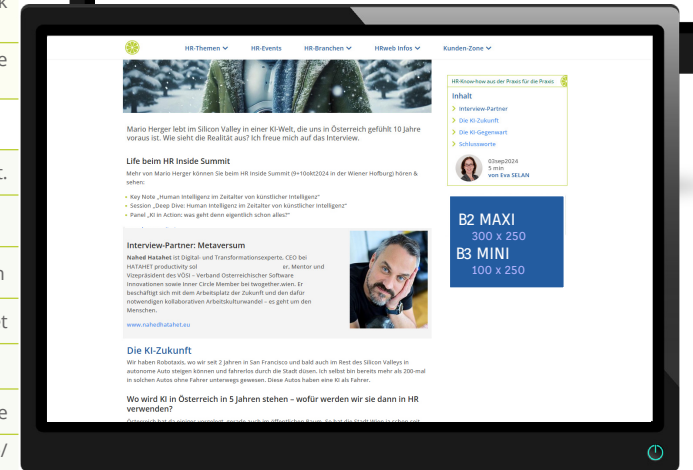 HR-Themen
HR-Events
HR-Branchen
HRweb Infos
Kunden-Zone
Mario Herger lebt im Silicon Valley in einer KI-Welt, die uns in Österreich gefühlt 10 Jahre
voraus ist. Wie sieht die Realität aus? Ich freue mich auf das Interview.
Life beim HR Inside Summit
Mehr von Mario Herger können Sie beim HR Inside Summit (9+10okt2024 in der Wiener Hofburg) hören &
sehen:
Key Note „Human Intelligenz im Zeitalter von künstlicher Intelligenz"
Session „Deep Dive: Human Intelligenz im Zeitalter von künstlicher Intelligenz"
Panel „KI in Action: was geht denn eigentlich schon alles?"
Interview-Partner: Metaversum
Nahed Hatahet ist Digital- und Transformationsexperte, CEO bei
HATAHET productivity sol er, Mentor und
Vizepräsident des VÖSI – Verband Österreichischer Software
Innovationen sowie Inner Circle Member bei twogether.wien. Er
beschäftigt sich mit dem Arbeitsplatz der Zukunft und den dafür
notwendigen kollaborativen Arbeitskulturwandel – es geht um den
Menschen.
www.nahedhatahet.eu
Die KI-Zukunft
Wir haben Robotaxis, wo wir seit 2 Jahren in San Francisco und bald auch im Rest des Silicon Valleys in
autonome Auto steigen können und fahrerlos durch die Stadt düsen. Ich selbst bin bereits mehr als 200-mal
in solchen Autos ohne Fahrer unterwegs gewesen. Diese Autos haben eine KI als Fahrer.
Wo wird KI in Österreich in 5 Jahren stehen – wofür werden wir sie dann in HR
verwenden?
HR-Know-how aus der Praxis für die Praxis
Inhalt
Interview-Partner
Die KI-Zukunft
Die KI-Gegenwart
Schlussworte
03sep2024
5 min
von Eva SELAN
B2 MAXI
300 x 250
B3 MINI
100 x 250